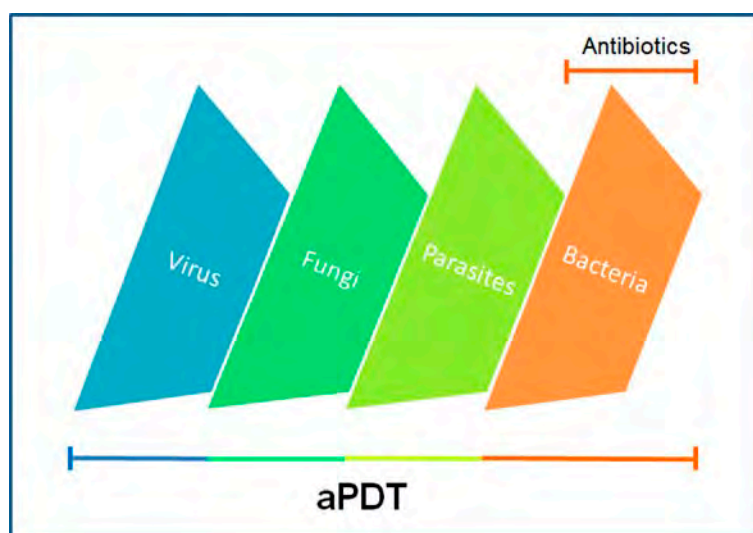 Antibiotics
Virus
Fungi
Parasites
Bacteria
aPDT